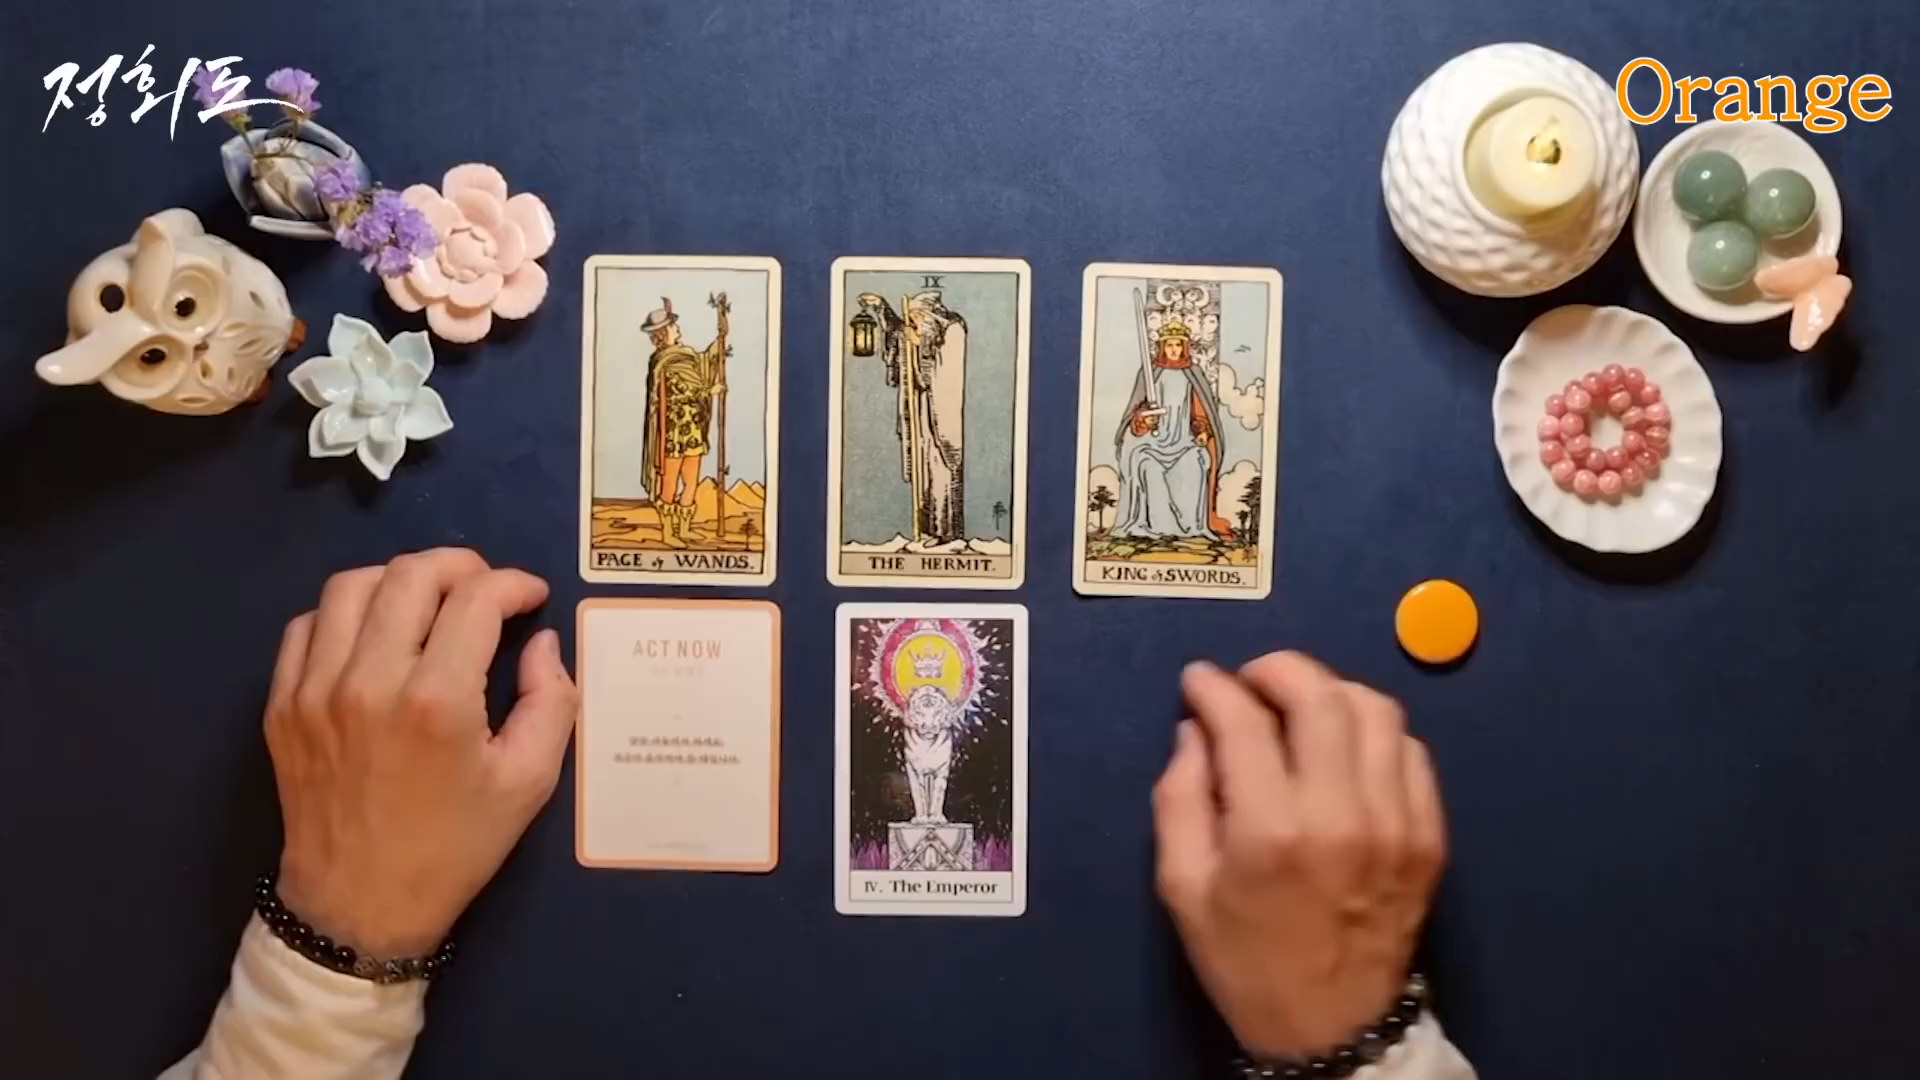 정회도
Orange
PAGE of WANDS.
IX
THE HERMIT.
KING of SWORDS.
ACT NOW
IV. The Emperor